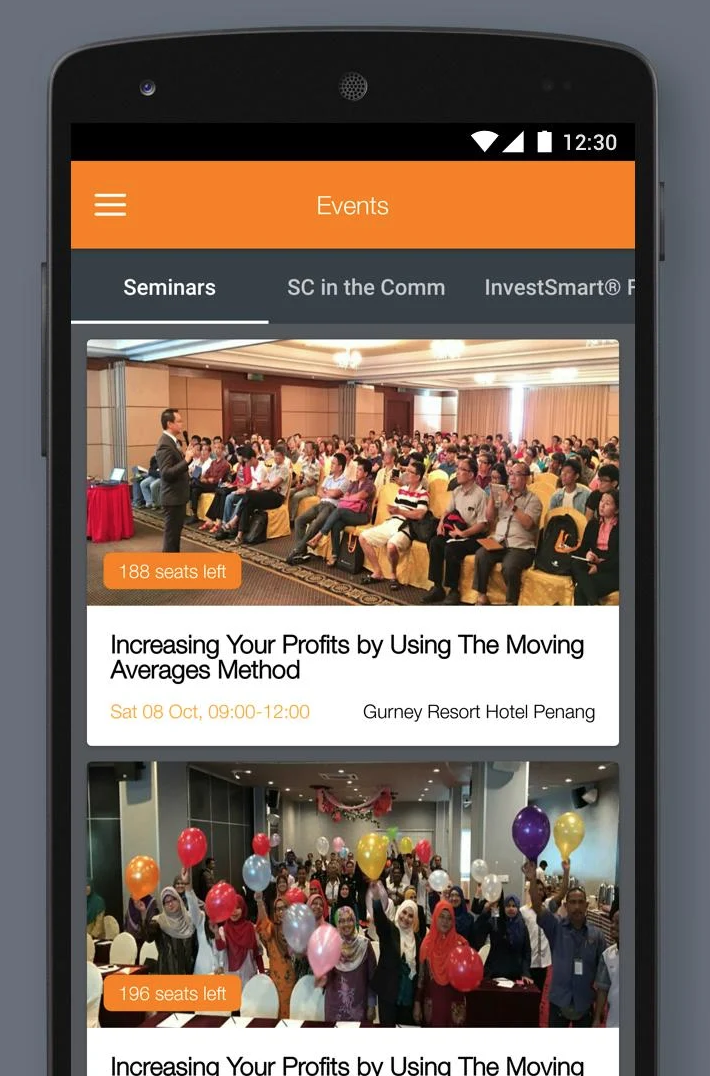 12:30
Events
Seminars
SC in the Comm
InvestSmart®
188 seats left
Increasing Your Profits by Using The Moving
Averages Method
Sat 08 Oct, 09:00-12:00
Gurney Resort Hotel Penang
196 seats left
Increasing Your Profits by Using The Moving